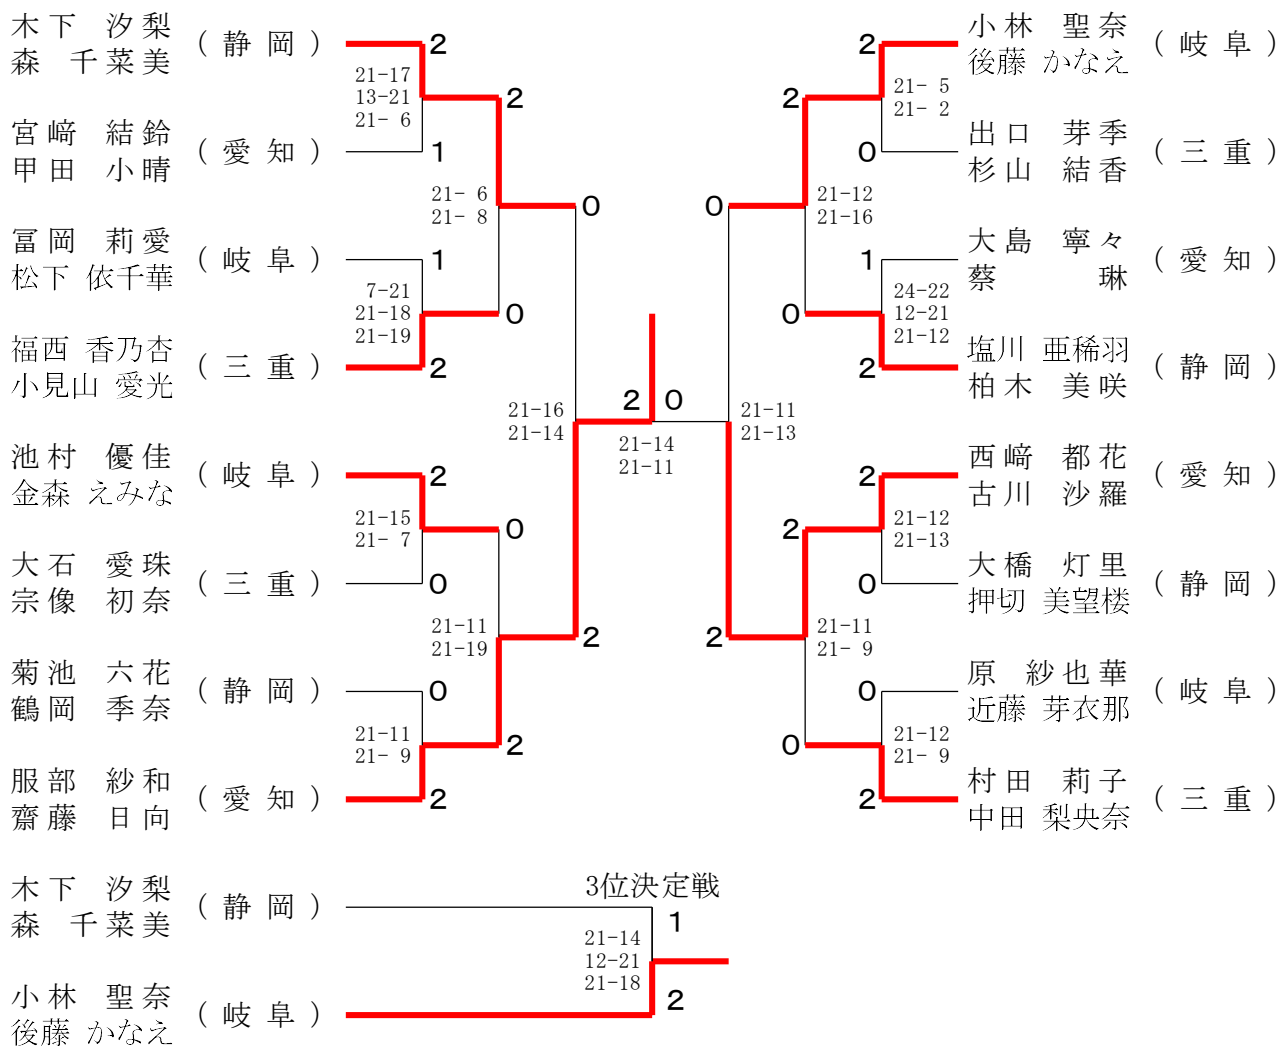 木下 汐梨
森 千菜美
(静岡)
2
21-17
13-21
21- 6
宮﨑 結鈴
甲田 小晴
(愛知)
1
2
21- 6
21- 8
冨岡 莉愛
松下 依千華
(岐阜)
1
7-21
21-18
21-19
福西 香乃杏
小見山 愛光
(三重)
2
0
0
21-16
21-14
池村 優佳
金森 えみな
(岐阜)
2
21-15
21- 7
大石 愛珠
宗像 初奈
(三重)
0
0
21-11
21-19
菊池 六花
鶴岡 季奈
(静岡)
0
21-11
21- 9
服部 紗和
齋藤 日向
(愛知)
2
2
2
2 0
21-14
21-11
小林 聖奈
後藤 かなえ
(岐阜)
2
21- 5
21- 2
出口 芽季
杉山 結香
(三重)
0
2
21-12
21-16
大島 寧々
蔡 琳
(愛知)
1
24-22
12-21
21-12
塩川 亜稀羽
柏木 美咲
(静岡)
2
0
0
21-11
21-13
西﨑 都花
古川 沙羅
(愛知)
2
21-12
21-13
大橋 灯里
押切 美望楼
(静岡)
0
2
21-11
21- 9
原 紗也華
近藤 芽衣那
(岐阜)
0
21-12
21- 9
村田 莉子
中田 梨央奈
(三重)
2
0
2
3位決定戦
木下 汐梨
森 千菜美
(静岡)
1
21-14
12-21
21-18
小林 聖奈
後藤 かなえ
(岐阜)
2